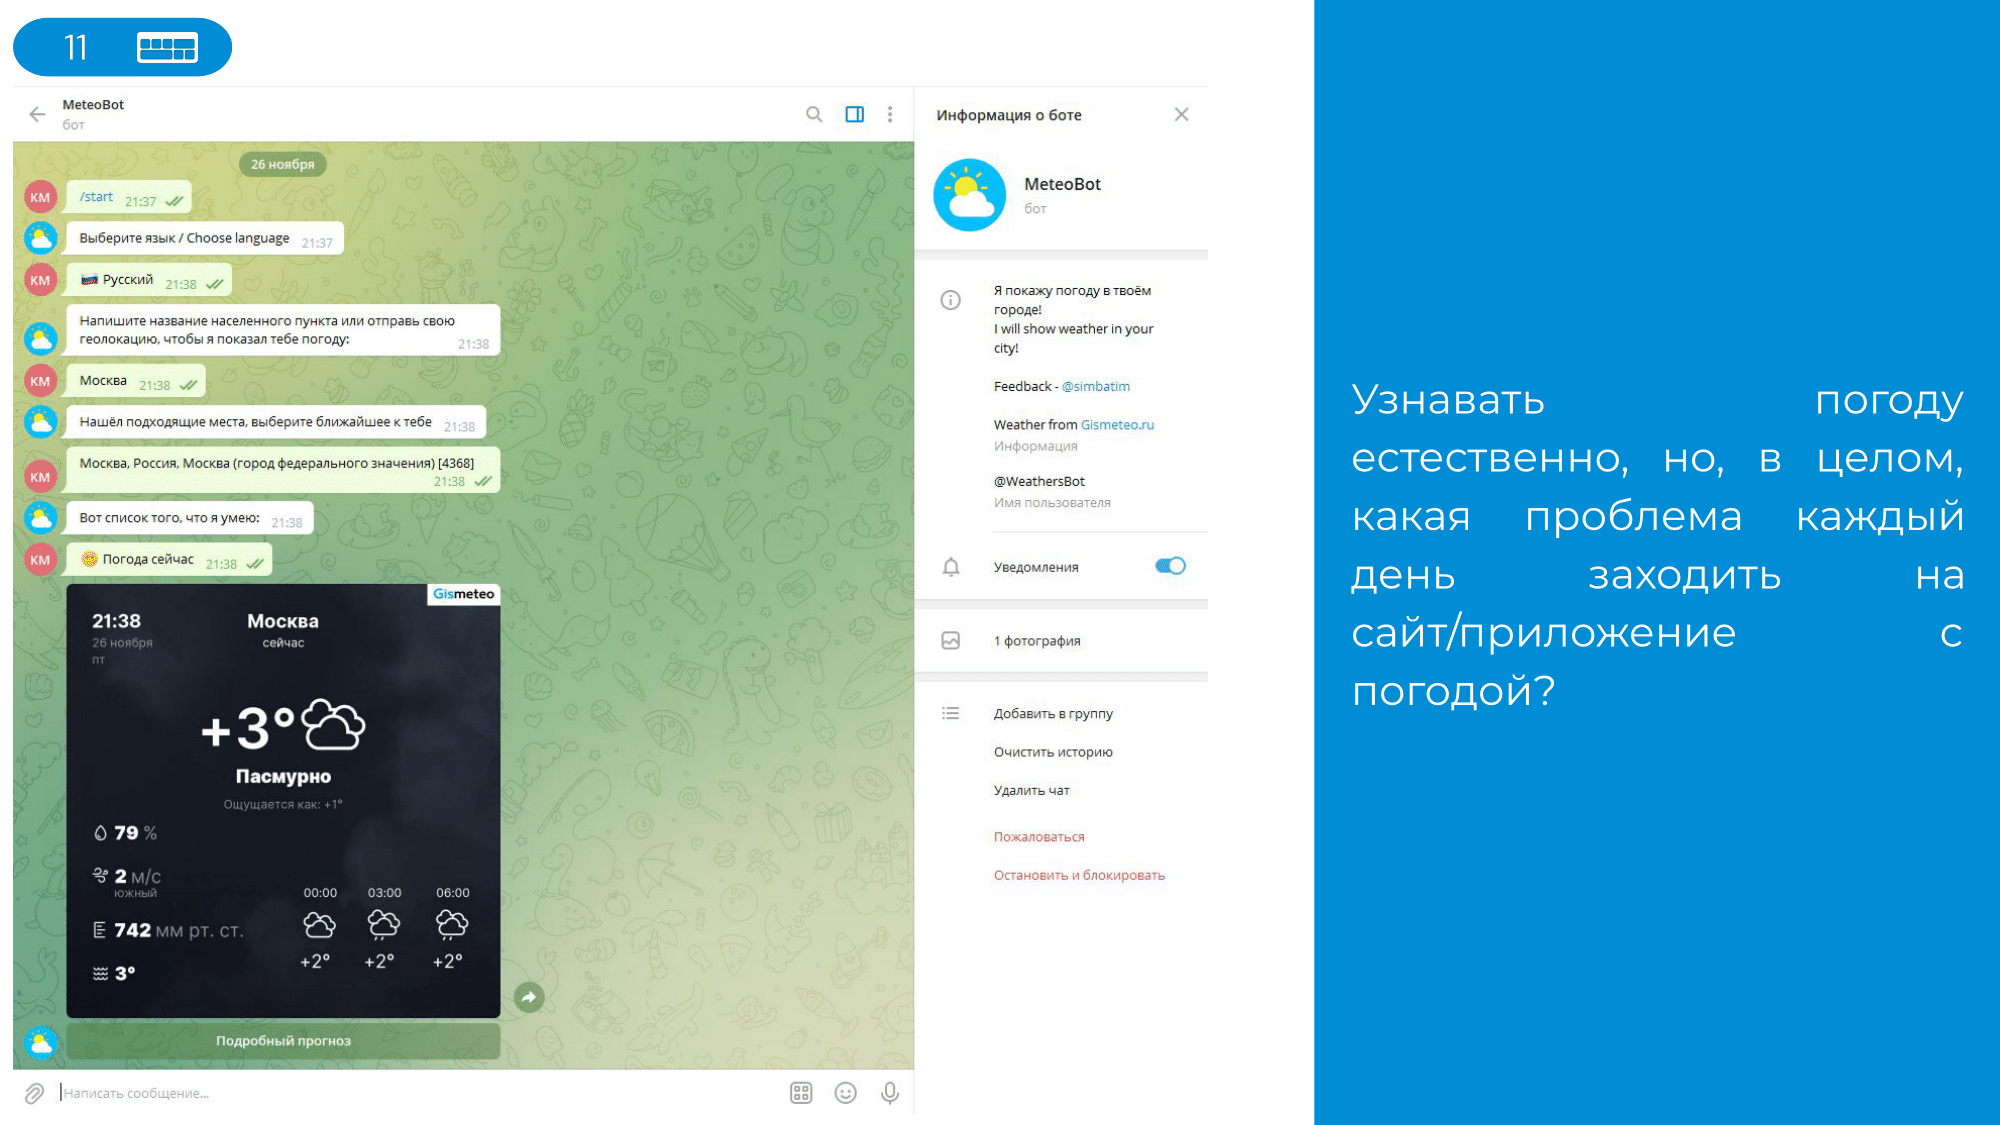 11
MeteoBot
бот
26 ноября
КМ
/start 21:37
Выберите язык / Choose language 21:37
КМ
Русский 21:38
Напишите название населенного пункта или отправь свою
геолокацию, чтобы я показал тебе погоду: 21:38
КМ
Москва 21:38
Нашёл подходящие места, выберите ближайшее к тебе 21:38
Москва, Россия, Москва (город федерального значения) [4368]
КМ
21:38
Вот список того, что я умею: 21:38
КМ
Погода сейчас 21:38
Gismeteo
21:38
26 ноября
пт
Москва
сейчас
+3°
Пасмурно
Ощущается как: +1°
79 %
2 м/с
южный
742 мм рт. ст.
3°
00:00 03:00 06:00
+2° +2° +2°
Подробный прогноз
Написать сообщение...
Информация о боте
MeteoBot
бот
Я покажу погоду в твоём
городе!
I will show weather in your
city!
Feedback - @simbatim
Weather from Gismeteo.ru
Информация
@WeathersBot
Имя пользователя
Уведомления
1 фотография
Добавить в группу
Очистить историю
Удалить чат
Пожаловаться
Остановить и блокировать
Узнавать погоду
естественно, но, в целом,
какая проблема каждый
день заходить на
сайт/приложение с
погодой?